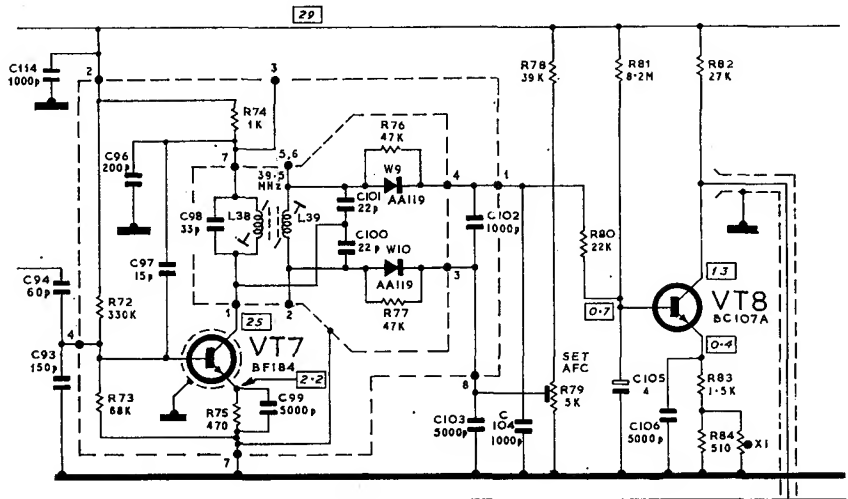 29
C114
1000p
2
3
R78
39K
R81
8·2M
R82
27K
R74
1K
R76
47K
C96
200p
7
5,6
39·5
MHz
W9
AA119
4
1
C98
33p
L38
L39
C101
22p
C100
22p
C102
1000p
R80
22K
C97
15p
W10
AA119
3
C94
60p
R72
330K
1
2
R77
47K
13
VT8
BC107A
0·7
0·4
25
VT7
BF184
4
C93
150p
2·2
8
SET
AFC
R79
5K
C105
4
R83
1·5K
R73
68K
R75
470
C99
5000p
C103
5000p
C
104
1000p
C106
5000p
R84
510
X1
7